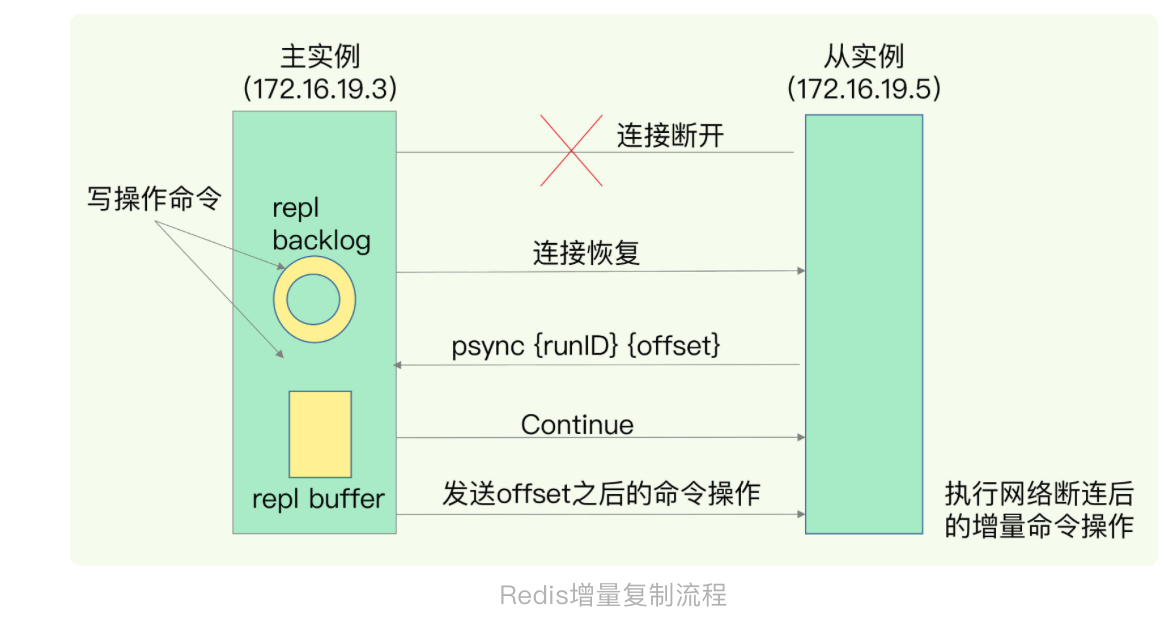 主实例
(172.16.19.3)
从实例
(172.16.19.5)
连接断开
写操作命令
repl
backlog
连接恢复
psync {runID} {offset}
Continue
repl buffer
发送offset之后的命令操作
执行网络断连后
的增量命令操作
Redis增量复制流程